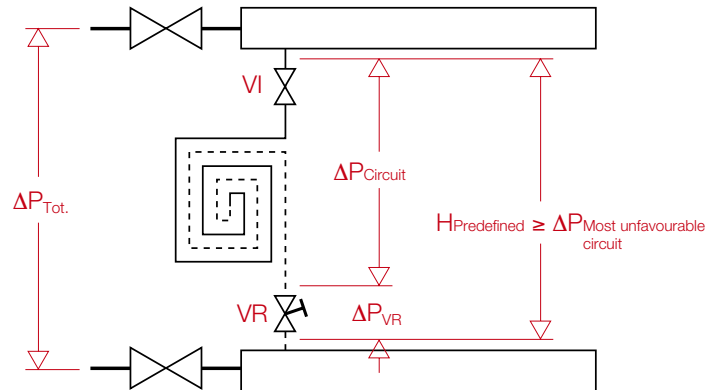 VI
ΔPCircuit
ΔPTot.
HPredefined ≥ ΔPMost unfavourable
circuit
VR
ΔPVR